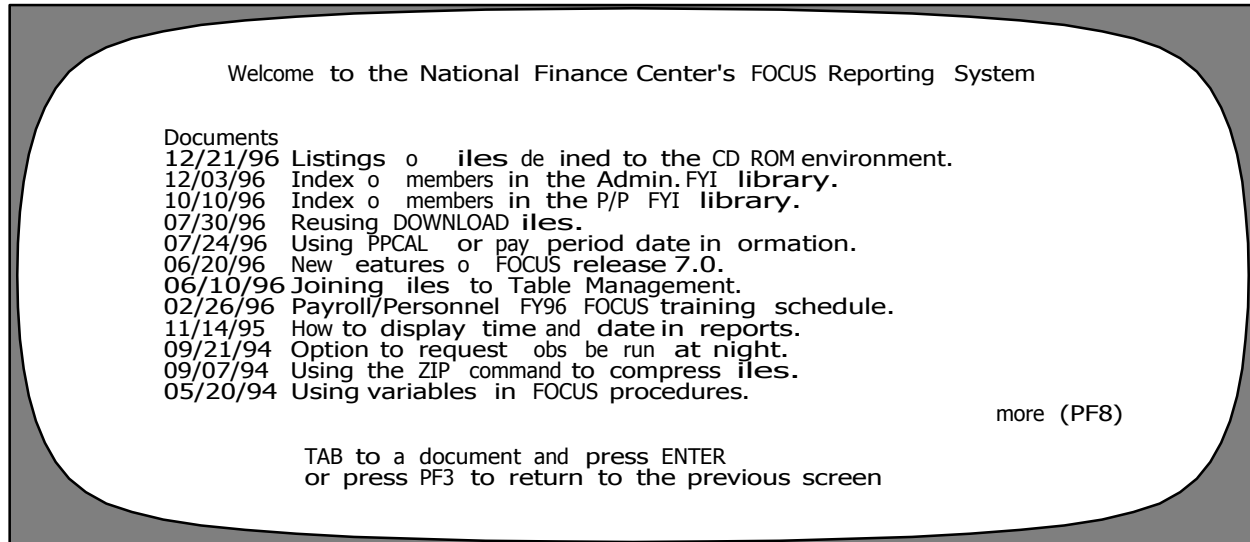 Welcome to the National Finance Center's FOCUS Reporting System
Documents
12/21/96 Listings o iles de ined to the CD ROM environment.
12/03/96 Index o members in the Admin. FYI library.
10/10/96 Index o members in the P/P FYI library.
07/30/96 Reusing DOWNLOAD iles.
07/24/96 Using PPCAL or pay period date in ormation.
06/20/96 New eatures o FOCUS release 7.0.
06/10/96 Joining iles to Table Management.
02/26/96 Payroll/Personnel FY96 FOCUS training schedule.
11/14/95 How to display time and date in reports.
09/21/94 Option to request obs be run at night.
09/07/94 Using the ZIP command to compress iles.
05/20/94 Using variables in FOCUS procedures.
more (PF8)
TAB to a document and press ENTER
or press PF3 to return to the previous screen